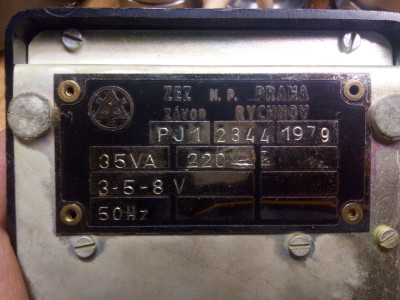 ZEZ N.P. PRAHA
ZÁVOD RYCHNOV
PJ1 2344 1979
35VA 220
3-5-8 V
50Hz